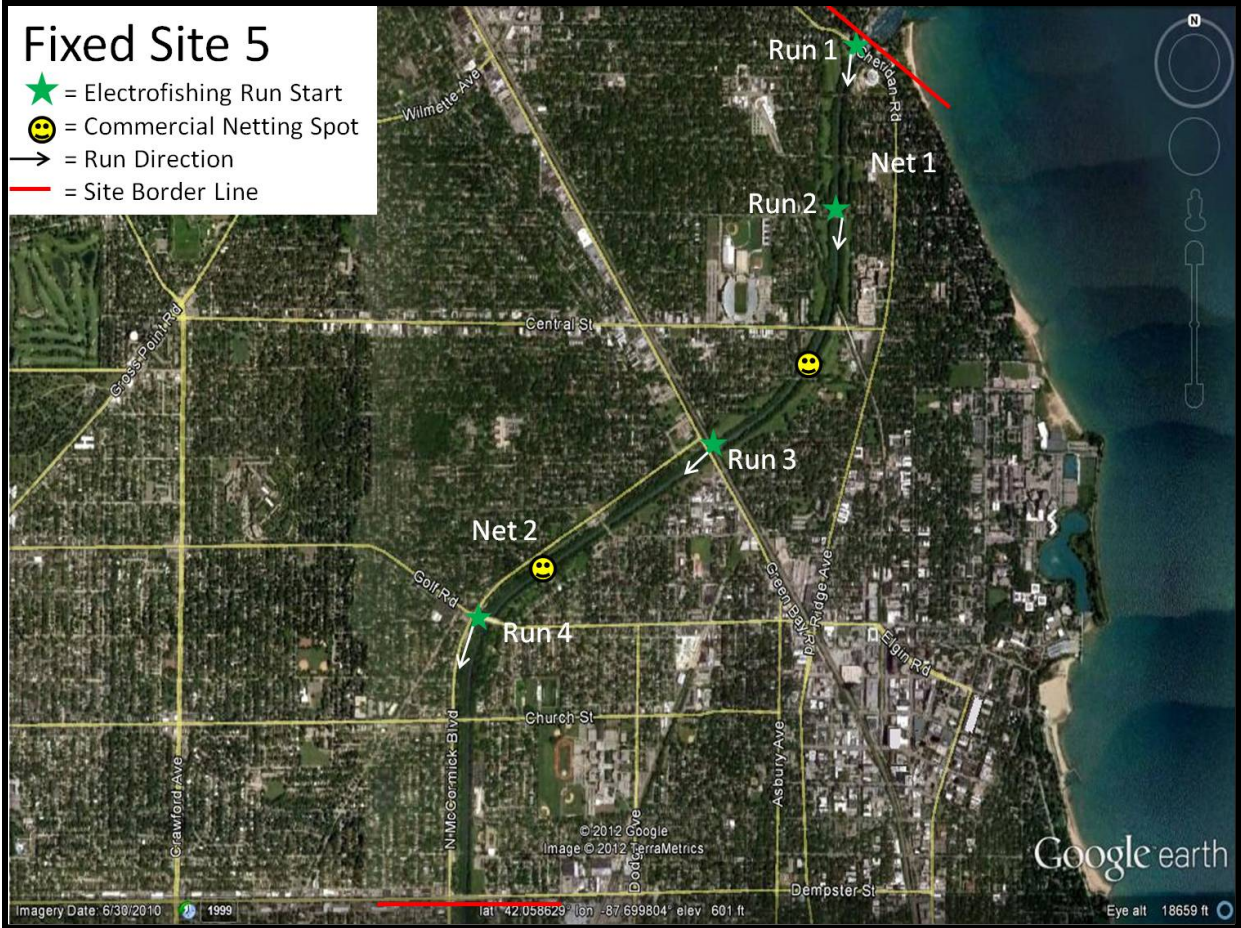 Fixed Site 5
= Electrofishing Run Start
= Commercial Netting Spot
= Run Direction
= Site Border Line
N
Run 1
Sheridan Rd
Wilmette Ave
Net 1
Run 2
Gross Point Rd
Central St
Run 3
Net 2
Golf Rd
Run 4
Green Bay Rd
Ridge Ave
Elgin Rd
Church St
N McCormick Blvd
Crawford Ave
Asbury Ave
Dodge Ave
© 2012 Google
Image © 2012 TerraMetrics
Google earth
Dempster St
Imagery Date: 6/30/2010
1999
lat 42.058629° lon -87.699804° elev 601 ft
Eye alt 18659 ft